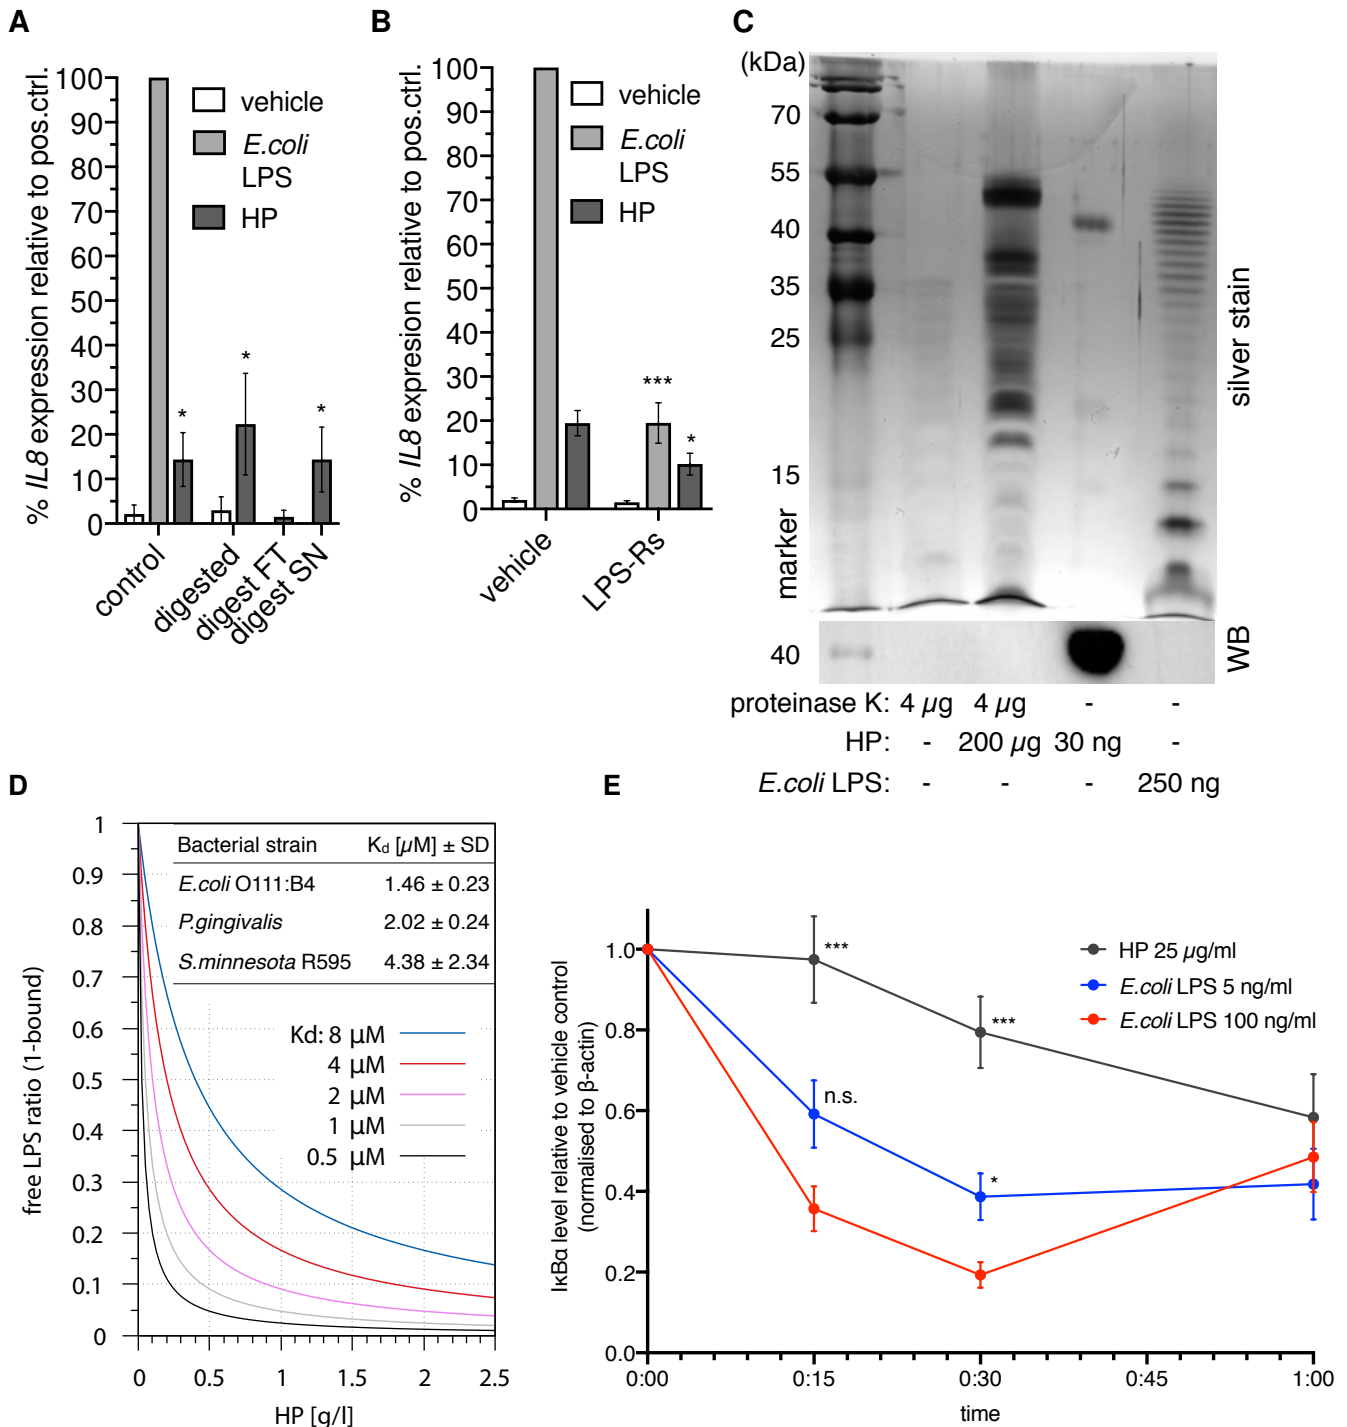 A
% IL8 expression relative to pos.ctrl.
100
90
80
70
60
50
40
30
20
10
0
vehicle
E.coli
LPS
HP
*
*
*
control
digested
digest FT
digest SN
B
% IL8 expression relative to pos.ctrl.
100
90
80
70
60
50
40
30
20
10
0
vehicle
E.coli
LPS
HP
***
*
vehicle
LPS-Rs
C
(kDa)
70
55
40
35
25
15
marker
silver stain
40
WB
proteinase K: 4 µg 4 µg - -
HP: - 200 µg 30 ng -
E.coli LPS: - - - 250 ng
D
free LPS ratio (1-bound)
1
0.9
0.8
0.7
0.6
0.5
0.4
0.3
0.2
0.1
0
Bacterial strain Kd [µM] ± SD
E.coli O111:B4 1.46 ± 0.23
P.gingivalis 2.02 ± 0.24
S.minnesota R595 4.38 ± 2.34
Kd: 8 µM
4 µM
2 µM
1 µM
0.5 µM
0 0.5 1 1.5 2 2.5
HP [g/l]
E
IκBα level relative to vehicle control
(normalised to β-actin)
1.0
0.8
0.6
0.4
0.2
0.0
***
***
n.s.
*
HP 25 µg/ml
E.coli LPS 5 ng/ml
E.coli LPS 100 ng/ml
0:00 0:15 0:30 0:45 1:00
time